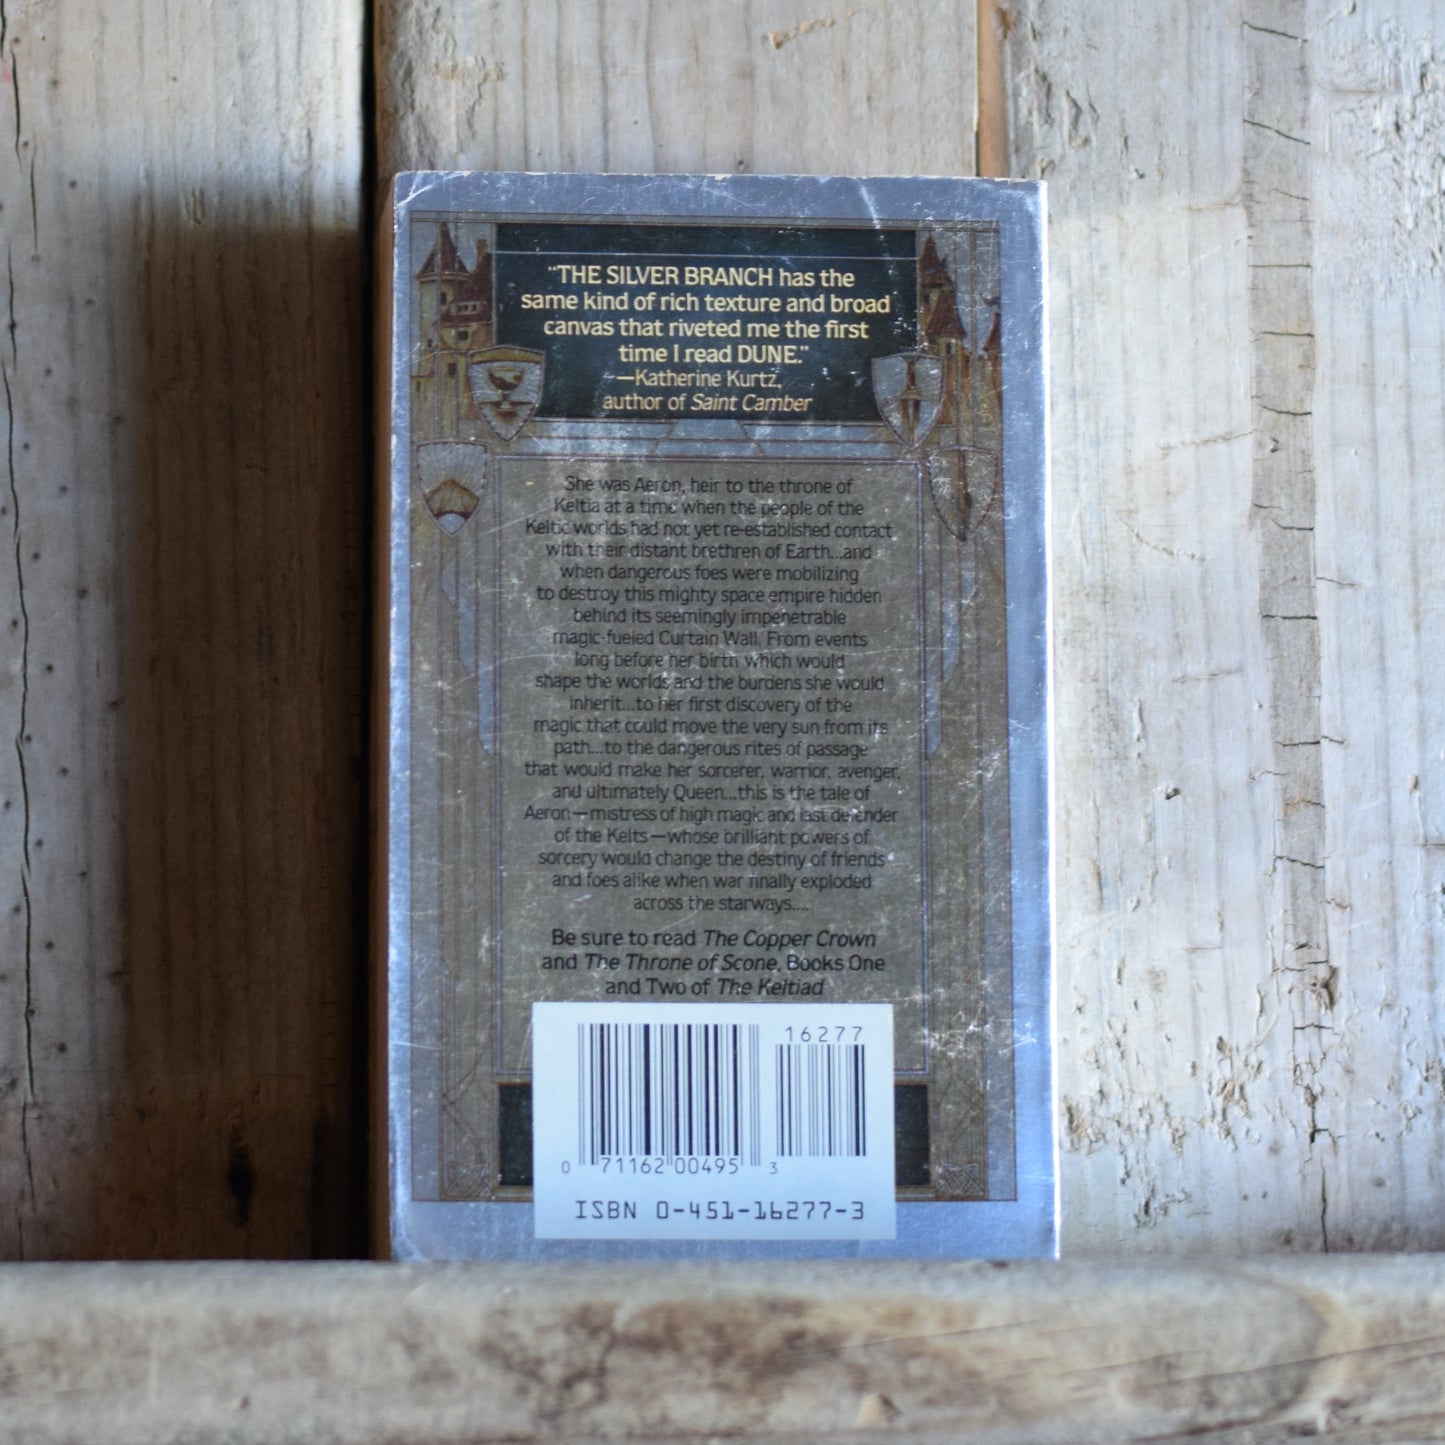 "THE SILVER BRANCH has the
same kind of rich texture and broad
canvas that riveted me the first
time I read DUNE."
—Katherine Kurtz,
author of Saint Camber
She was Aeron, heir to the throne of
Keltia at a time when the people of the
Keltic worlds had not yet re-established contact
with their distant brethren of Earth...and
when dangerous foes were mobilizing
to destroy this mighty space empire hidden
behind its seemingly impenetrable
magic-fueled Curtain Wall. From events
long before her birth which would
shape the worlds and the burdens she would
inherit...to her first discovery of the
magic that could move the very sun from its
path...to the dangerous rites of passage
that would make her sorcerer, warrior, avenger,
and ultimately Queen...this is the tale of
Aeron—mistress of high magic and last defender
of the Kelts—whose brilliant powers of
sorcery would change the destiny of friends
and foes alike when war finally exploded
across the starways....
Be sure to read The Copper Crown
and The Throne of Scone, Books One
and Two of The Keltiad
16277
0 71162 00495 3
ISBN 0-451-16277-3